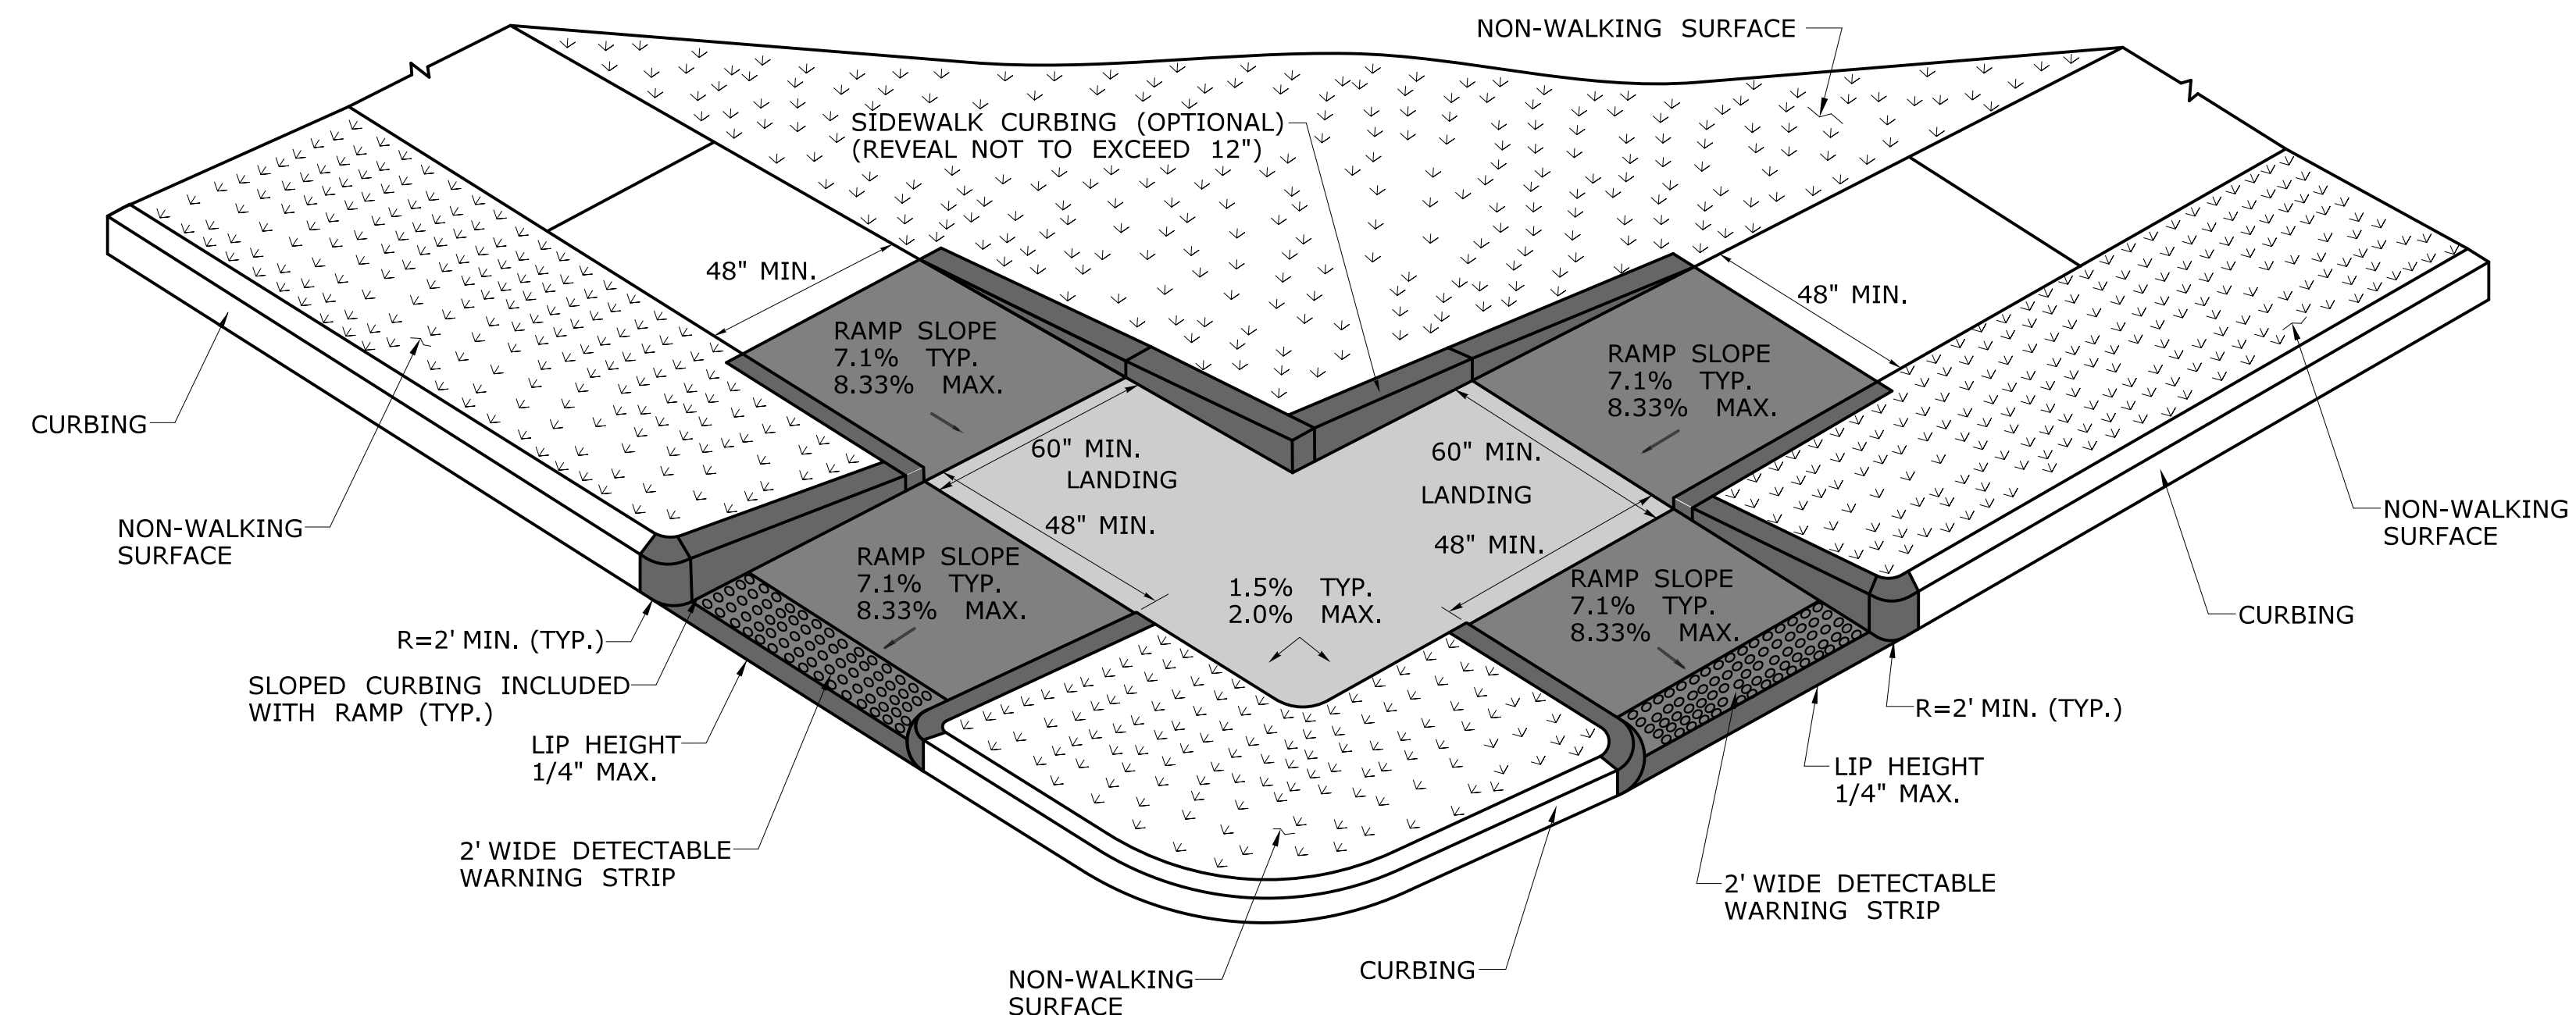 NON-WALKING SURFACE
SIDEWALK CURBING (OPTIONAL)
(REVEAL NOT TO EXCEED 12")
48" MIN.
48" MIN.
RAMP SLOPE
7.1% TYP.
8.33% MAX.
RAMP SLOPE
7.1% TYP.
8.33% MAX.
CURBING
60" MIN.
LANDING
48" MIN.
60" MIN.
LANDING
48" MIN.
NON-WALKING
SURFACE
NON-WALKING
SURFACE
RAMP SLOPE
7.1% TYP.
8.33% MAX.
1.5% TYP.
2.0% MAX.
RAMP SLOPE
7.1% TYP.
8.33% MAX.
CURBING
R=2' MIN. (TYP.)
SLOPED CURBING INCLUDED
WITH RAMP (TYP.)
R=2' MIN. (TYP.)
LIP HEIGHT
1/4" MAX.
LIP HEIGHT
1/4" MAX.
2' WIDE DETECTABLE
WARNING STRIP
2' WIDE DETECTABLE
WARNING STRIP
NON-WALKING
SURFACE
CURBING